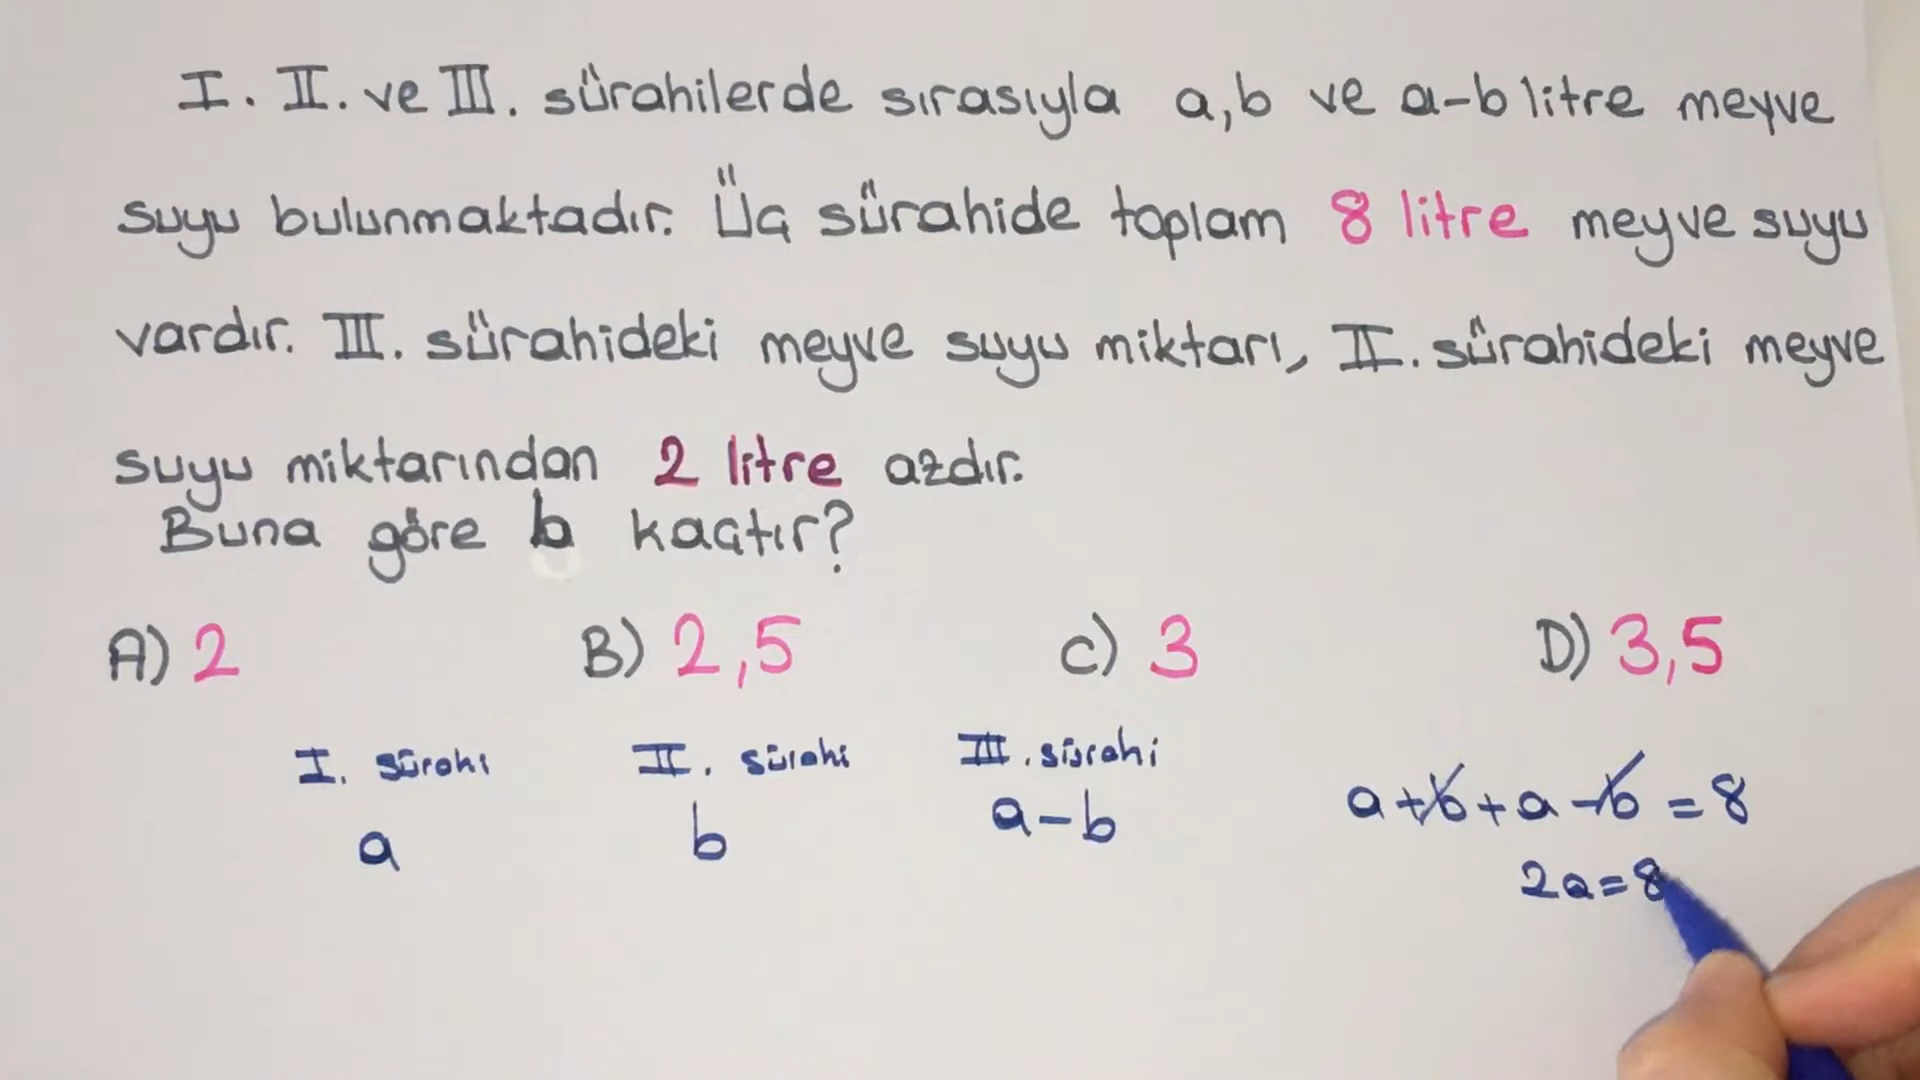 I. II. ve III. sürahilerde sırasıyla a, b ve a-b litre meyve
suyu bulunmaktadır. Üç sürahide toplam 8 litre meyve suyu
vardır. III. sürahideki meyve suyu miktarı, II. sürahideki meyve
suyu miktarından 2 litre azdır.
Buna göre b kaçtır?
A) 2 B) 2,5 C) 3 D) 3,5
I. sürahi II. sürahi III. sürahi
a b a-b
a+b+a-b=8
2a=8